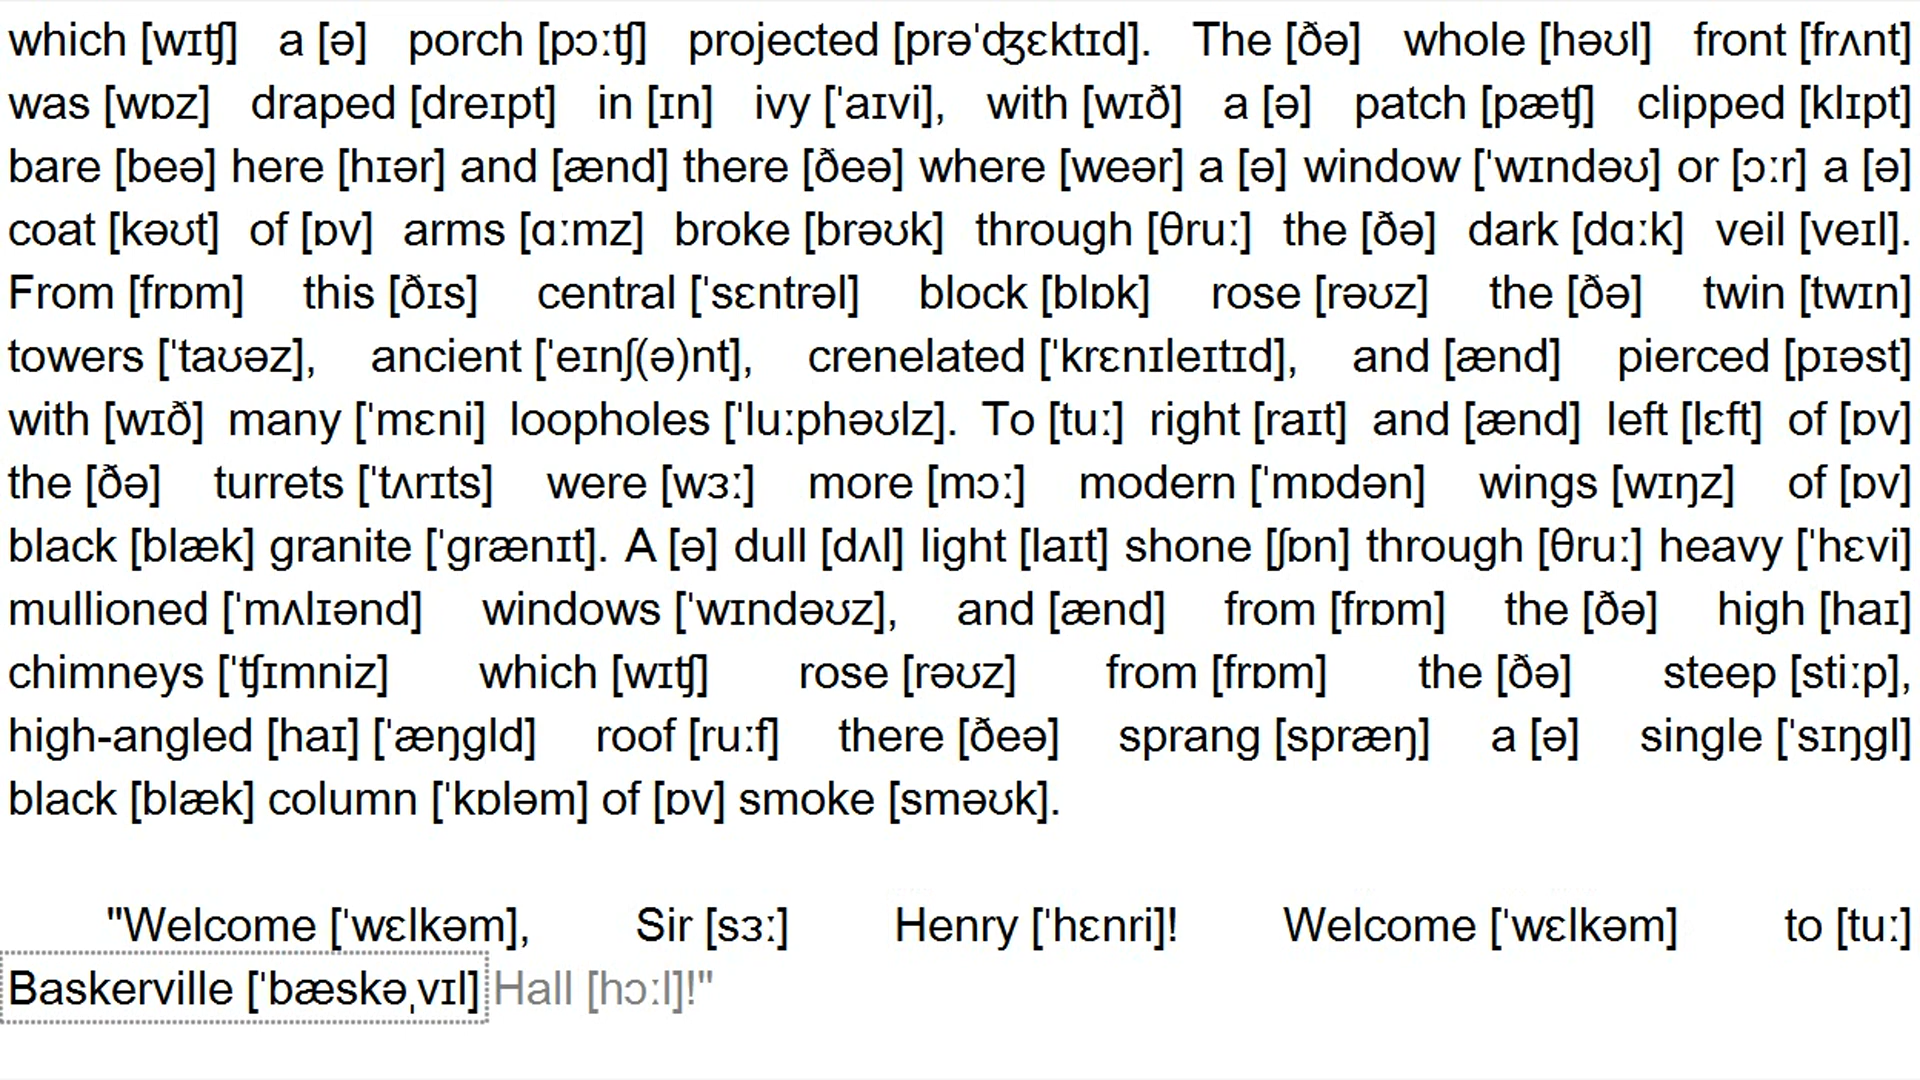 which [wɪʧ] a [ə] porch [pɔːʧ] projected [prəˈʤɛktɪd]. The [ðə] whole [həʊl] front [frʌnt]
was [wɒz] draped [dreɪpt] in [ɪn] ivy [ˈaɪvi], with [wɪð] a [ə] patch [pæʧ] clipped [klɪpt]
bare [beə] here [hɪər] and [ænd] there [ðeə] where [weər] a [ə] window [ˈwɪndəʊ] or [ɔːr] a [ə]
coat [kəʊt] of [ɒv] arms [ɑːmz] broke [brəʊk] through [θruː] the [ðə] dark [dɑːk] veil [veɪl].
From [frɒm] this [ðɪs] central [ˈsɛntrəl] block [blɒk] rose [rəʊz] the [ðə] twin [twɪn]
towers [ˈtaʊəz], ancient [ˈeɪnʃ(ə)nt], crenelated [ˈkrɛnɪleɪtɪd], and [ænd] pierced [pɪəst]
with [wɪð] many [ˈmɛni] loopholes [ˈluːphəʊlz]. To [tuː] right [raɪt] and [ænd] left [lɛft] of [ɒv]
the [ðə] turrets [ˈtʌrɪts] were [wɜː] more [mɔː] modern [ˈmɒdən] wings [wɪŋz] of [ɒv]
black [blæk] granite [ˈgrænɪt]. A [ə] dull [dʌl] light [laɪt] shone [ʃɒn] through [θruː] heavy [ˈhɛvi]
mullioned [ˈmʌlɪənd] windows [ˈwɪndəʊz], and [ænd] from [frɒm] the [ðə] high [haɪ]
chimneys [ˈʧɪmniz] which [wɪʧ] rose [rəʊz] from [frɒm] the [ðə] steep [stiːp],
high-angled [haɪ] [ˈæŋgld] roof [ruːf] there [ðeə] sprang [spræŋ] a [ə] single [ˈsɪŋgl]
black [blæk] column [ˈkɒləm] of [ɒv] smoke [sməʊk].
"Welcome [ˈwɛlkəm], Sir [sɜː] Henry [ˈhɛnri]! Welcome [ˈwɛlkəm] to [tuː]
Baskerville [ˈbæskəˌvɪl] Hall [hɔːl]!"